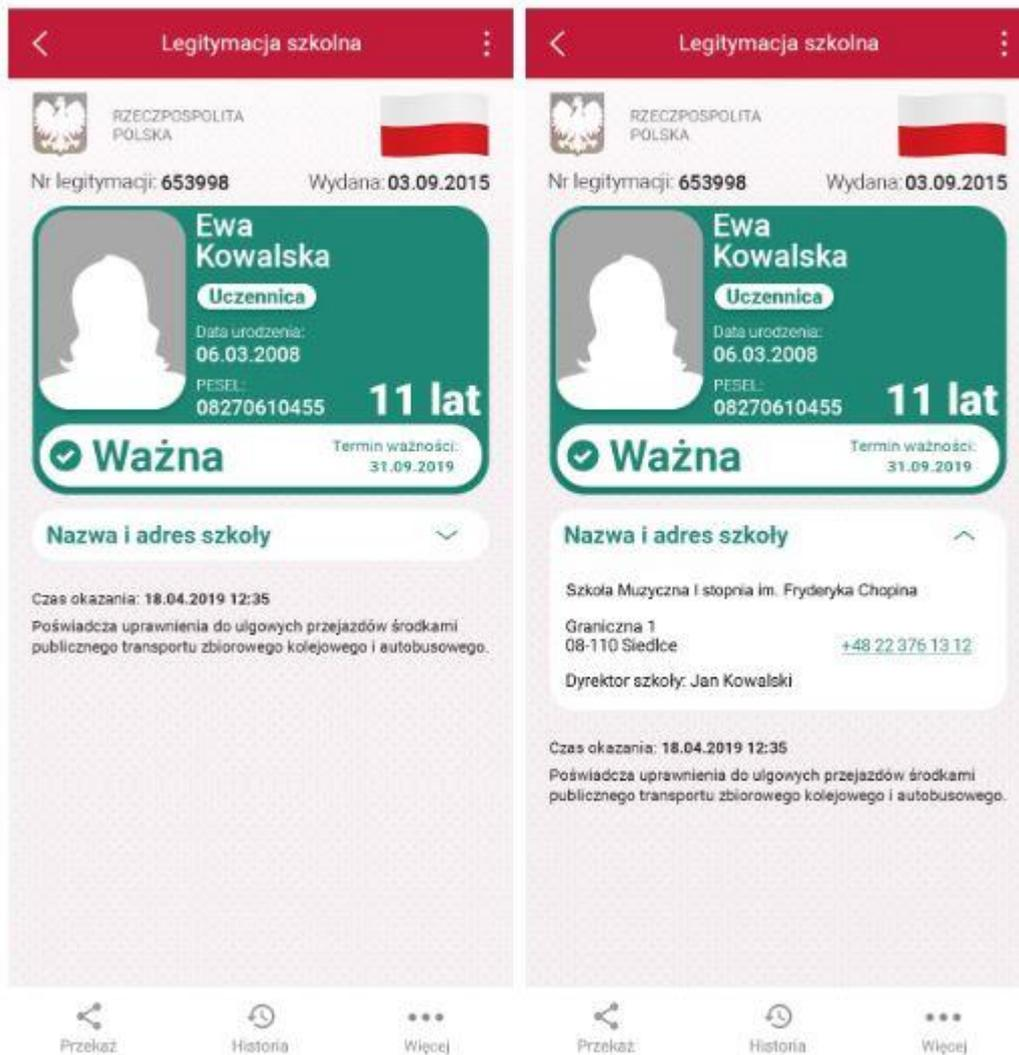 Legitymacja szkolna
RZECZPOSPOLITA
POLSKA
Nr legitymacji: 653998 Wydana: 03.09.2015
Ewa
Kowalska
Uczennica
Data urodzenia:
06.03.2008
PESEL:
08270610455
11 lat
Ważna
Termin ważności:
31.09.2019
Nazwa i adres szkoły
Czas okazania: 18.04.2019 12:35
Poświadcza uprawnienia do ulgowych przejazdów środkami
publicznego transportu zbiorowego kolejowego i autobusowego.
Przekaż Historia Więcej
Legitymacja szkolna
RZECZPOSPOLITA
POLSKA
Nr legitymacji: 653998 Wydana: 03.09.2015
Ewa
Kowalska
Uczennica
Data urodzenia:
06.03.2008
PESEL:
08270610455
11 lat
Ważna
Termin ważności:
31.09.2019
Nazwa i adres szkoły
Szkoła Muzyczna I stopnia im. Fryderyka Chopina
Graniczna 1
08-110 Siedlce +48 22 376 13 12
Dyrektor szkoły: Jan Kowalski
Czas okazania: 18.04.2019 12:35
Poświadcza uprawnienia do ulgowych przejazdów środkami
publicznego transportu zbiorowego kolejowego i autobusowego.
Przekaż Historia Więcej